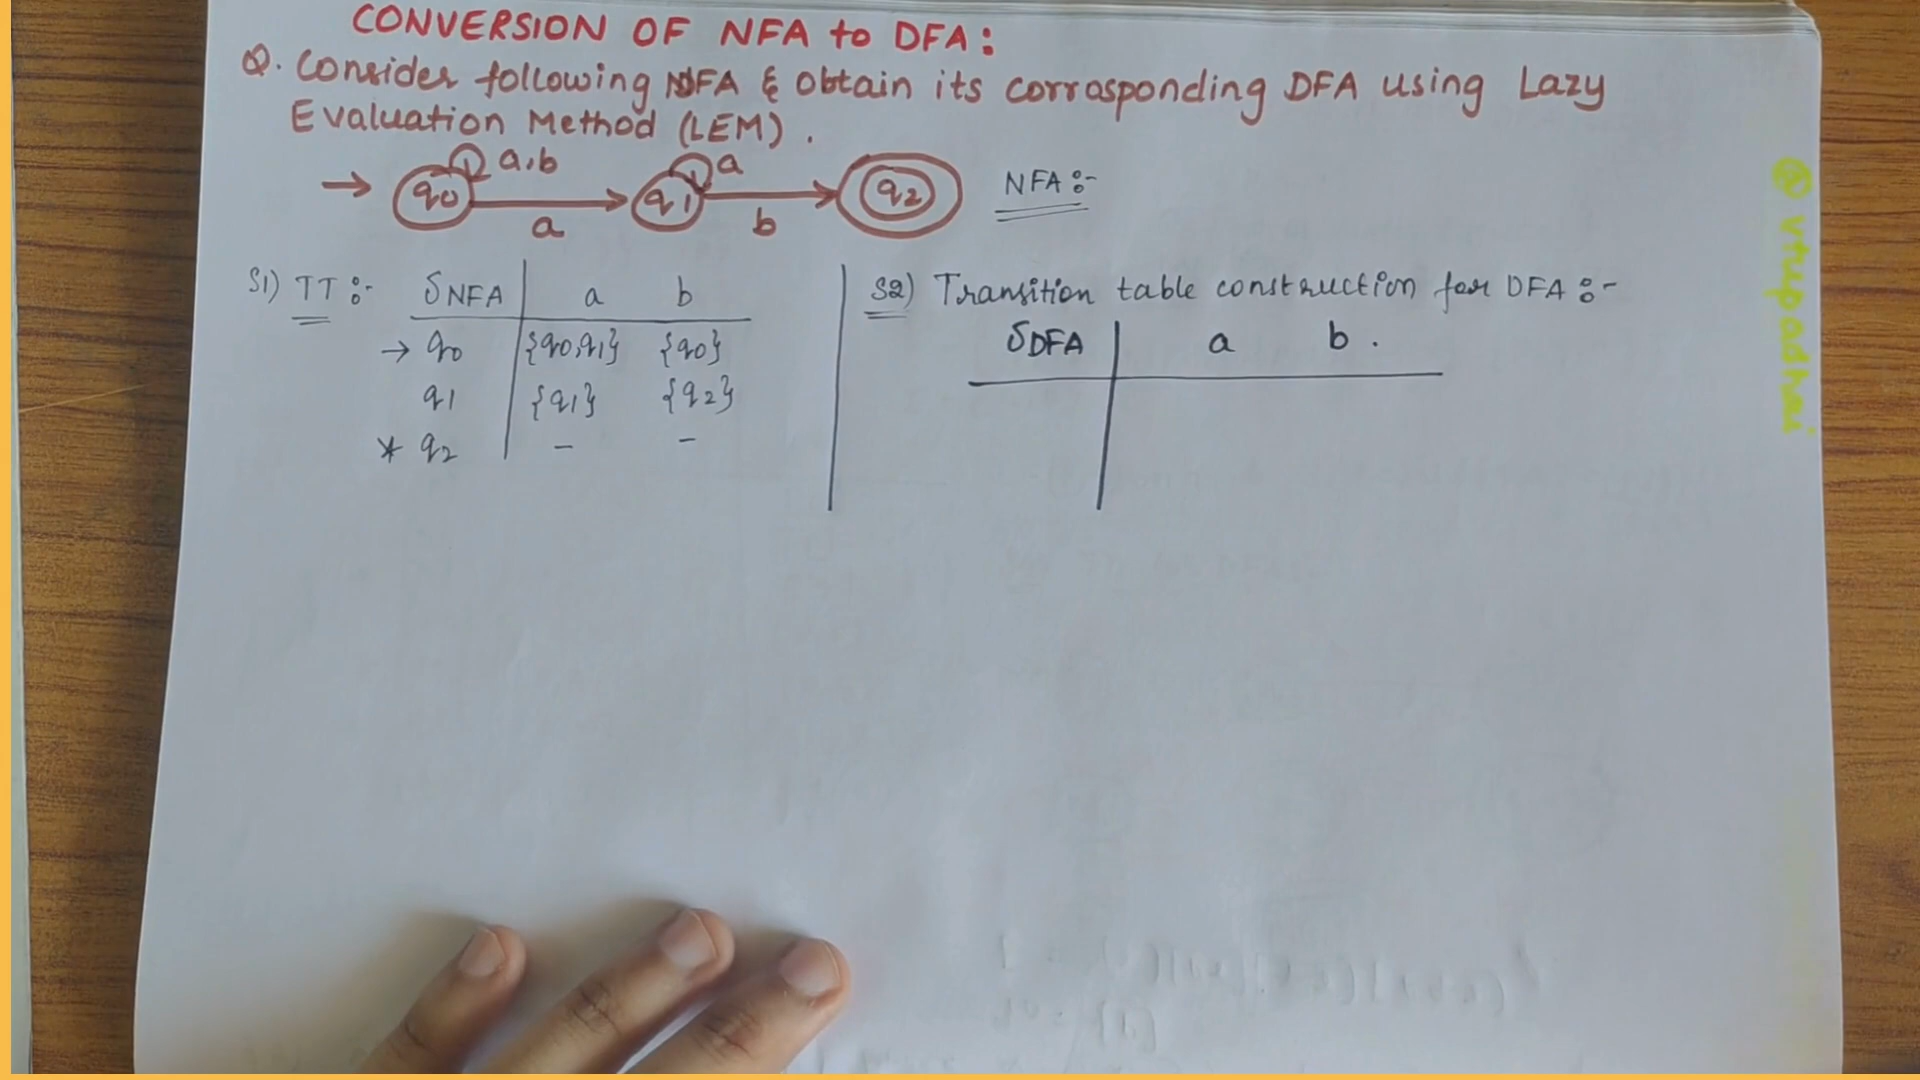 CONVERSION OF NFA to DFA:
Q. Consider following NFA & obtain its corrosponding DFA using Lazy
Evaluation Method (LEM).
→ q0 a,b a q1 a b q2 NFA:-
S1) TT:-
δNFA a b
→ q0 {q0,q1} {q0}
q1 {q1} {q2}
* q2 - -
S2) Transition table construction for DFA:-
δDFA a b.
vtupadhai